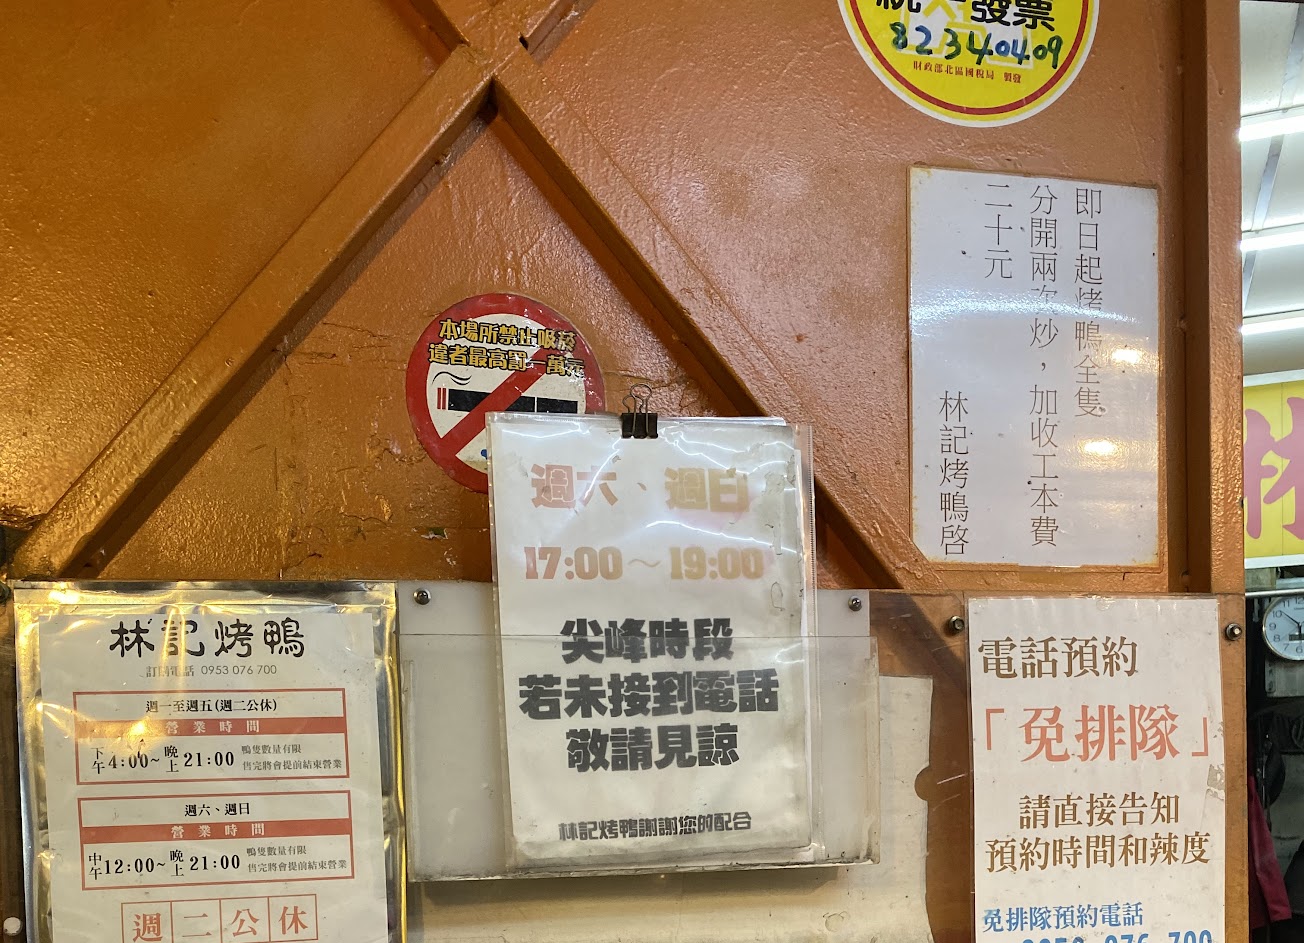 統一發票
82340409
財政部北區國稅局 製發
即日起烤鴨全隻
分開兩次炒，加收工本費
二十元
林記烤鴨啓
本場所禁止吸菸
違者最高罰一萬元
週六、週日
17:00～19:00
尖峰時段
若未接到電話
敬請見諒
林記烤鴨謝謝您的配合
林記烤鴨
訂購電話 0953 076 700
週一至週五(週二公休)
營業時間
下午4:00~晚上21:00
鴨隻數量有限
售完將會提前結束營業
週六、週日
營業時間
中午12:00~晚上21:00
鴨隻數量有限
售完將會提前結束營業
週二公休
電話預約
「免排隊」
請直接告知
預約時間和辣度
免排隊預約電話
0953 076 700
林